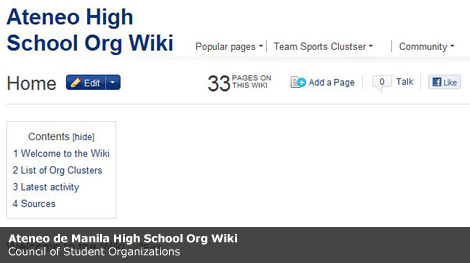 Ateneo High
School Org Wiki
Popular pages
Team Sports Clustser
Community
Home
Edit
33 PAGES ON
THIS WIKI
Add a Page
0
Talk
Like
Contents [hide]
1 Welcome to the Wiki
2 List of Org Clusters
3 Latest activity
4 Sources
Ateneo de Manila High School Org Wiki
Council of Student Organizations